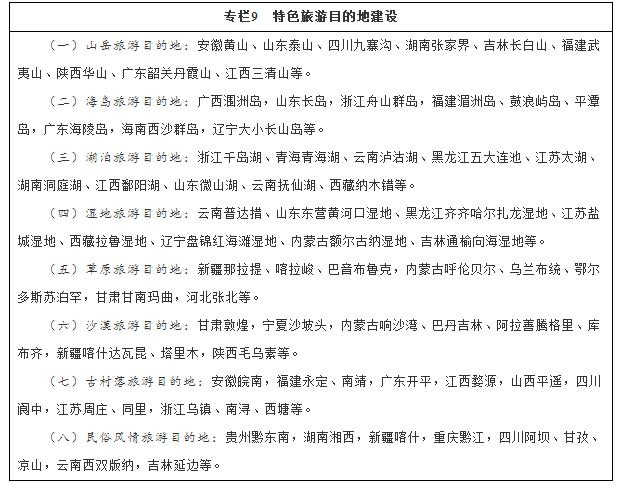 专栏9 特色旅游目的地建设
（一）山岳旅游目的地：安徽黄山、山东泰山、四川九寨沟、湖南张家界、吉林长白山、福建武
夷山、陕西华山、广东韶关丹霞山、江西三清山等。
（二）海岛旅游目的地：广西涠洲岛，山东长岛，浙江舟山群岛，福建湄洲岛、鼓浪屿岛、平潭
岛，广东海陵岛，海南西沙群岛，辽宁大小长山岛等。
（三）湖泊旅游目的地：浙江千岛湖、青海青海湖、云南泸沽湖、黑龙江五大连池、江苏太湖、
湖南洞庭湖、江西鄱阳湖、山东微山湖、云南抚仙湖、西藏纳木错等。
（四）湿地旅游目的地：云南普达措、山东东营黄河口湿地、黑龙江齐齐哈尔扎龙湿地、江苏盐
城湿地、西藏拉鲁湿地、辽宁盘锦红海滩湿地、内蒙古额尔古纳湿地、吉林通榆向海湿地等。
（五）草原旅游目的地：新疆那拉提、喀拉峻、巴音布鲁克，内蒙古呼伦贝尔、乌兰布统、鄂尔
多斯苏泊罕，甘肃甘南玛曲，河北张北等。
（六）沙漠旅游目的地：甘肃敦煌，宁夏沙坡头，内蒙古响沙湾、巴丹吉林、阿拉善腾格里、库
布齐，新疆喀什达瓦昆、塔里木，陕西毛乌素等。
（七）古村落旅游目的地：安徽皖南，福建永定、南靖，广东开平，江西婺源，山西平遥，四川
阆中，江苏周庄、同里，浙江乌镇、南浔、西塘等。
（八）民俗风情旅游目的地：贵州黔东南，湖南湘西，新疆喀什，重庆黔江，四川阿坝、甘孜、
凉山，云南西双版纳，吉林延边等。